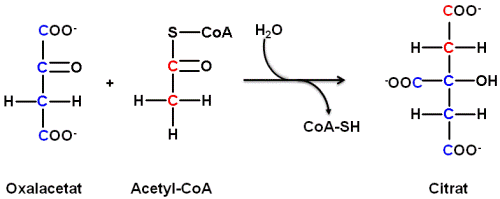 COO-
C=O
H-C-H
COO-
Oxalacetat
+
S-CoA
C=O
H-C-H
H
Acetyl-CoA
H2O
CoA-SH
COO-
H-C-H
-OOC-C-OH
H-C-H
COO-
Citrat